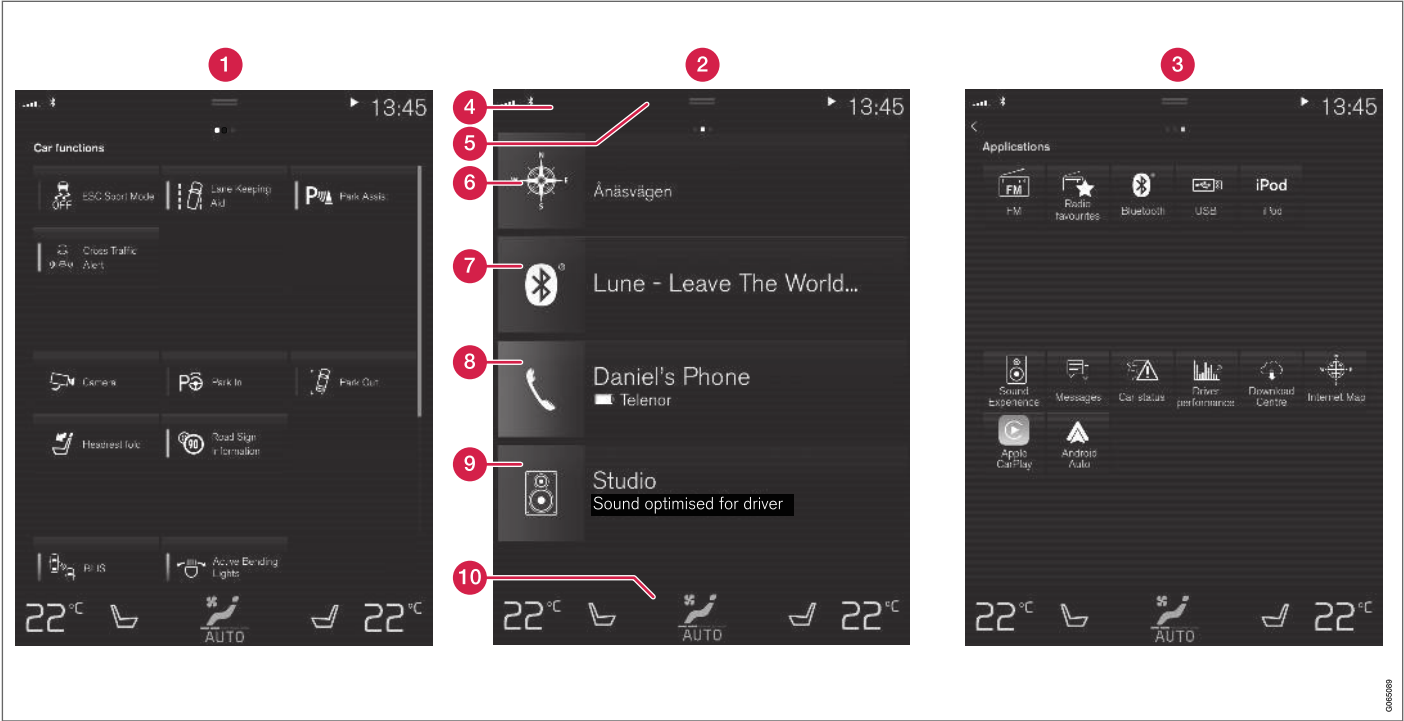 1
2
3
13:45
Car functions
ESC Sport Mode
OFF
Lane Keeping
Aid
Park Assist
Cross Traffic
Alert
Camera
Park In
Park Out
Headrest fold
90
Road Sign
Information
BLIS
Active Bending
Lights
22°C
AUTO
22°C
4
5
6
7
8
9
10
13:45
N
S
Ånäsvägen
Lune - Leave The World...
Daniel's Phone
Telenor
Studio
Sound optimised for driver
22°C
AUTO
22°C
13:45
Applications
FM
FM
Radio
favourites
Bluetooth
USB
iPod
iPod
Sound
Experience
Messages
Car status
Driver
performance
Download
Centre
Internet Map
Apple
CarPlay
Android
Auto
22°C
AUTO
22°C
G065089